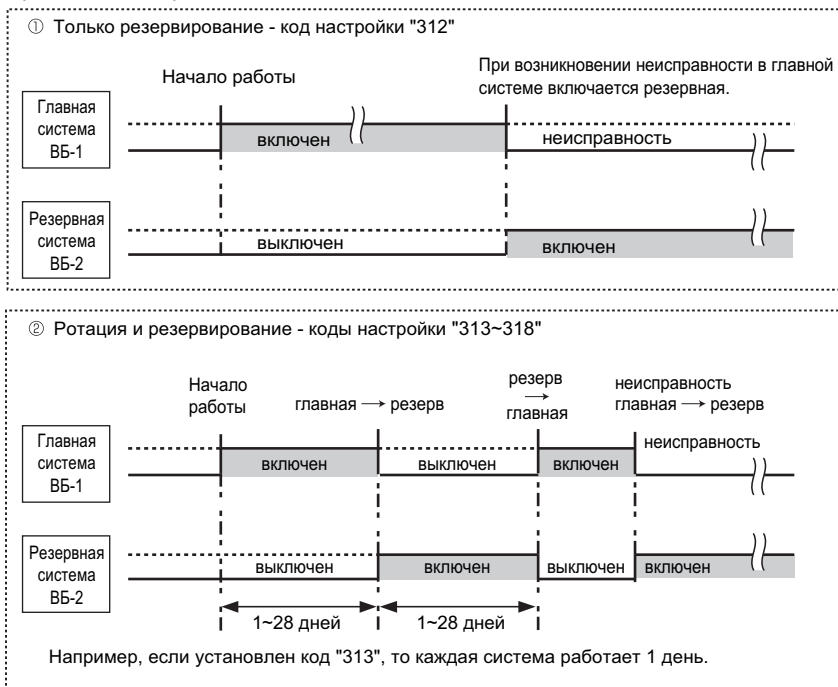 ① Только резервирование - код настройки "312"
Начало работы
При возникновении неисправности в главной
системе включается резервная.
Главная
система
ВБ-1
включен
неисправность
Резервная
система
ВБ-2
выключен
включен
② Ротация и резервирование - коды настройки "313~318"
Начало
работы
главная → резерв
резерв
→
главная
неисправность
главная → резерв
Главная
система
ВБ-1
включен
выключен
включен
неисправность
Резервная
система
ВБ-2
выключен
включен
выключен
включен
1~28 дней
1~28 дней
Например, если установлен код "313", то каждая система работает 1 день.